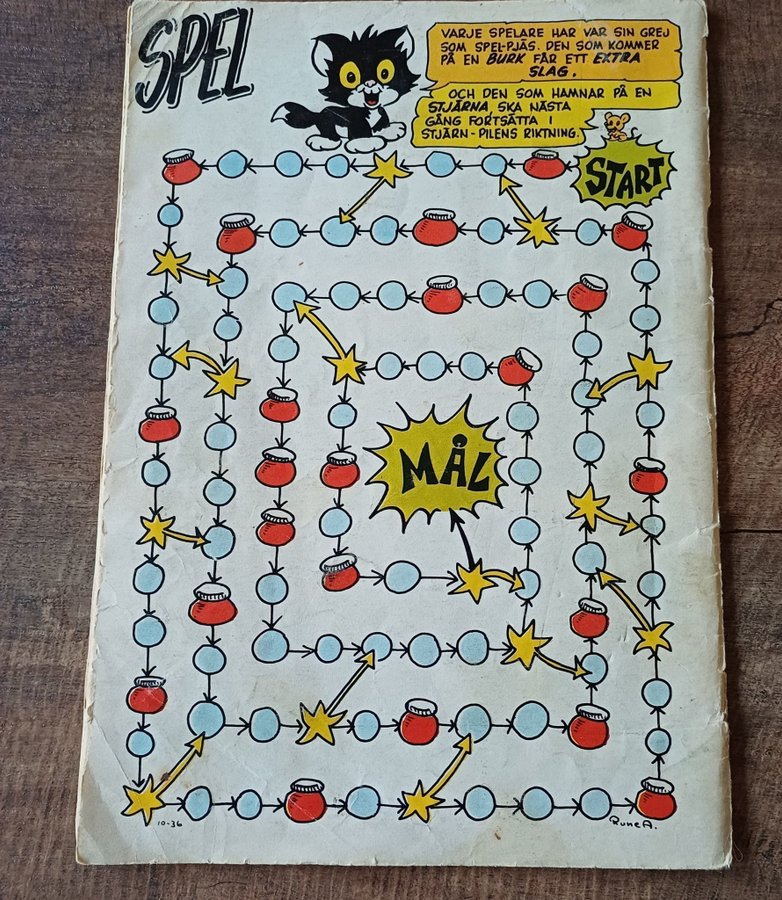 SPEL
VARJE SPELARE HAR VAR SIN GREJ
SOM SPEL-PJÄS. DEN SOM KOMMER
PÅ EN BURK FÅR ETT EXTRA
SLAG.
OCH DEN SOM HAMNAR PÅ EN
STJÄRNA, SKA NÄSTA
GÅNG FORTSÄTTA I
STJÄRN-PILENS RIKTNING.
START
MÅL
10-36
Rune A.